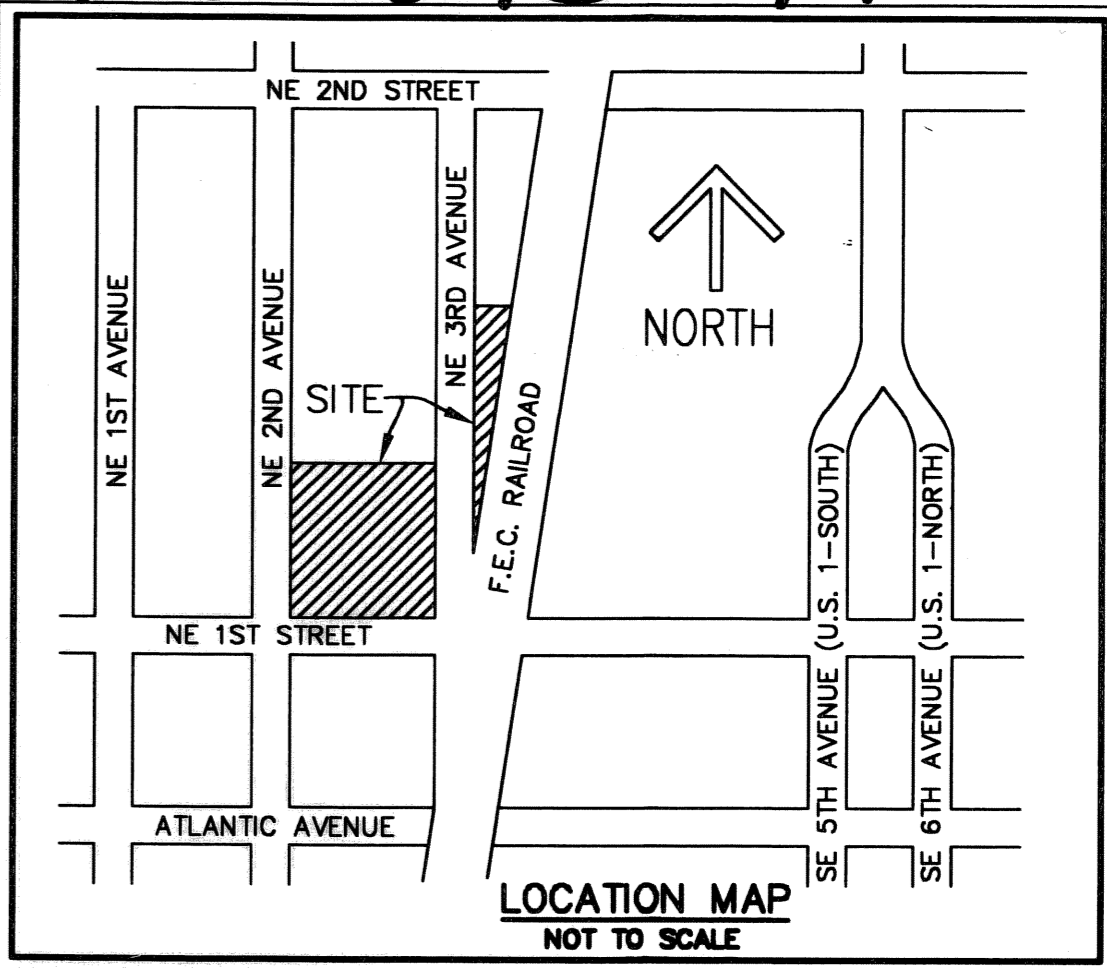 NE 2ND STREET
NE 1ST AVENUE
NE 2ND AVENUE
NE 3RD AVENUE
NORTH
SITE
F.E.C. RAILROAD
NE 1ST STREET
ATLANTIC AVENUE
SE 5TH AVENUE (U.S. 1-SOUTH)
SE 6TH AVENUE (U.S. 1-NORTH)
LOCATION MAP
NOT TO SCALE